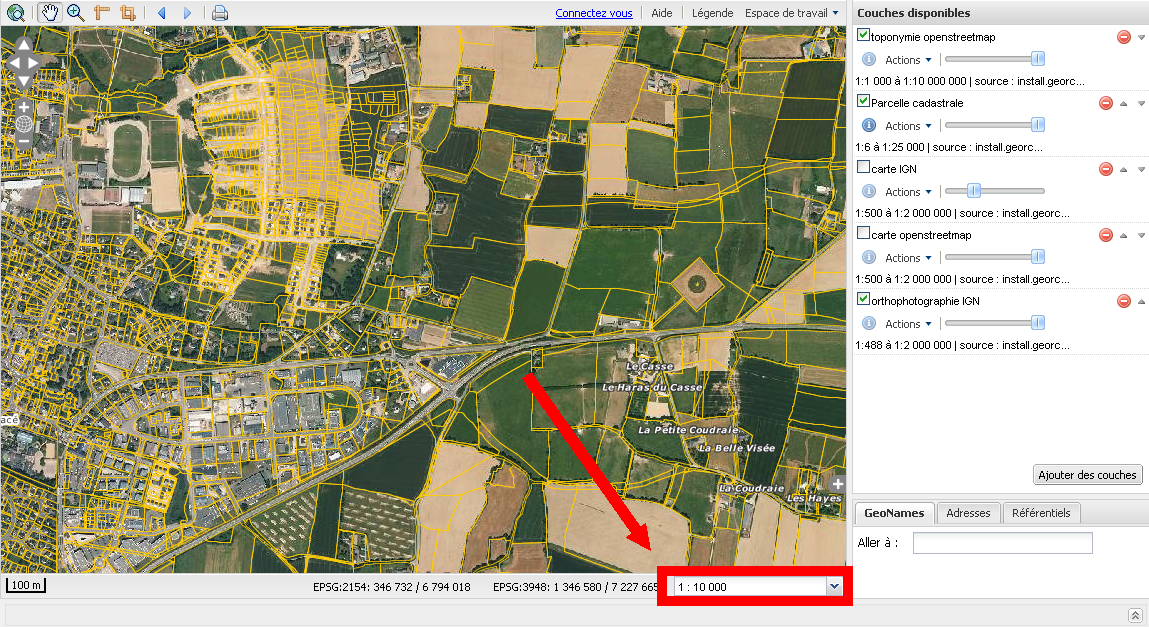 Connectez vous
Aide
Légende
Espace de travail
Couches disponibles
toponymie openstreetmap
Actions
1:1 000 à 1:10 000 000 | source : install.georc...
Parcelle cadastrale
Actions
1:6 à 1:25 000 | source : install.georc...
carte IGN
Actions
1:500 à 1:2 000 000 | source : install.georc...
carte openstreetmap
Actions
1:500 à 1:2 000 000 | source : install.georc...
orthophotographie IGN
Actions
1:488 à 1:2 000 000 | source : install.georc...
Le Casse
Le Haras du Casse
acé
La Petite Coudraie
La Belle Visée
La Coudraie
Les Hayes
Ajouter des couches
GeoNames
Adresses
Référentiels
Aller à :
100 m
EPSG:2154: 346 732 / 6 794 018
EPSG:3948: 1 346 580 / 7 227 665
1 : 10 000